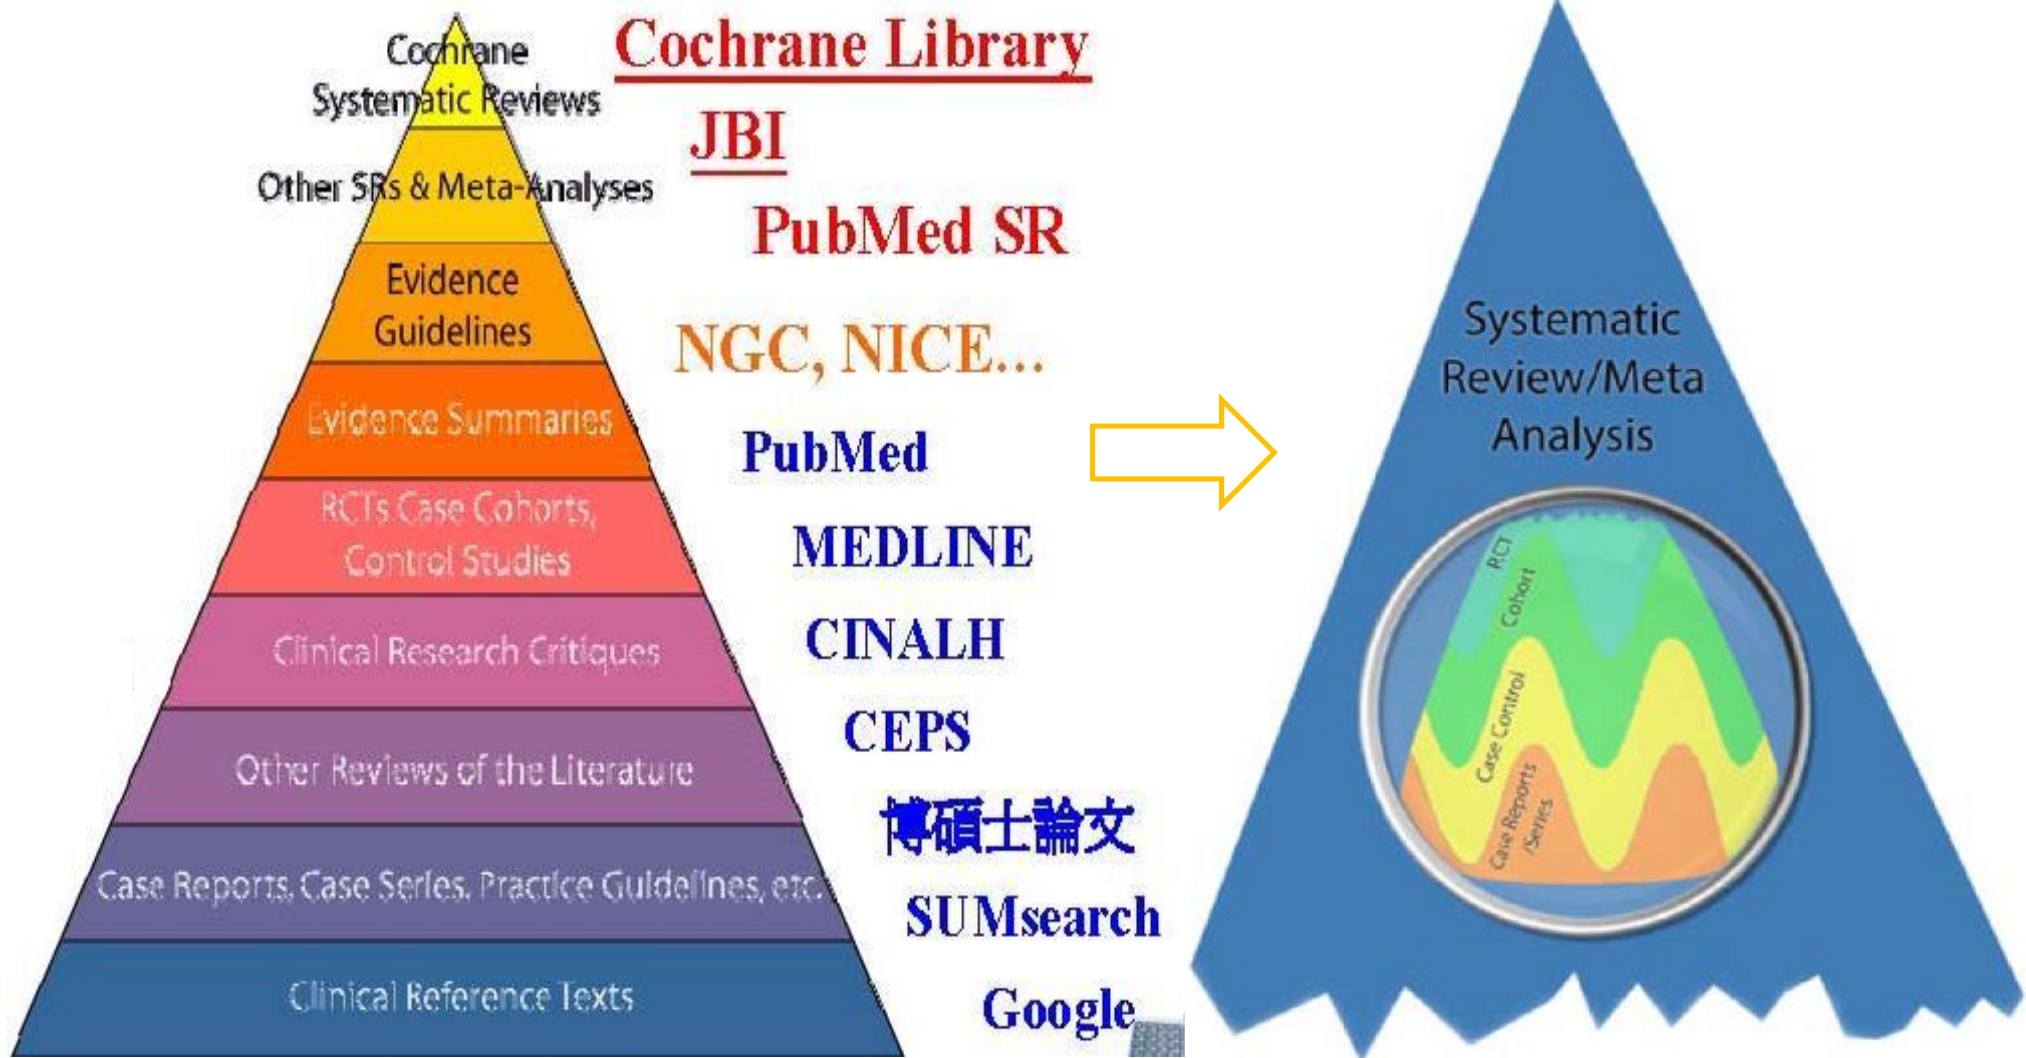 Cochrane
Systematic Reviews
Other SRs & Meta-Analyses
Evidence
Guidelines
Evidence Summaries
RCTs Case Cohorts,
Control Studies
Clinical Research Critiques
Other Reviews of the Literature
Case Reports, Case Series, Practice Guidelines, etc.
Clinical Reference Texts
Cochrane Library
JBI
PubMed SR
NGC, NICE...
PubMed
MEDLINE
CINALH
CEPS
博碩士論文
SUMsearch
Google
Systematic
Review/Meta
Analysis
RCT
Cohort
Case Control
Case Reports
/Series